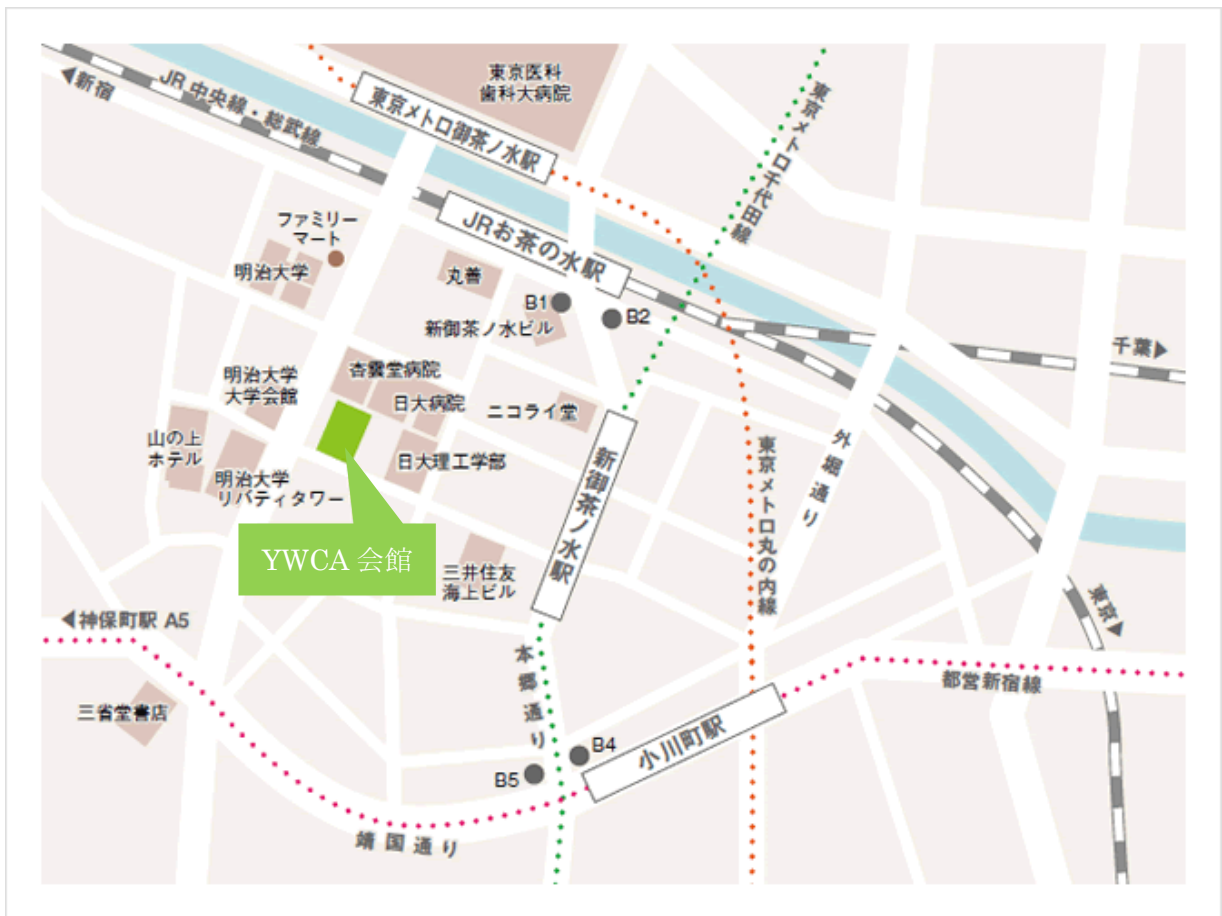 東京医科
歯科大病院
◀新宿
JR 中央線・総武線
東京メトロ御茶ノ水駅
東京メトロ千代田線
JRお茶の水駅
ファミリー
マート
明治大学
丸善
B1
B2
新御茶ノ水ビル
千葉▶
杏雲堂病院
明治大学
大学会館
日大病院
ニコライ堂
山の上
ホテル
日大理工学部
明治大学
リバティタワー
新御茶ノ水駅
東京メトロ丸の内線
外堀通り
YWCA 会館
三井住友
海上ビル
東京▶
◀神保町駅 A5
本郷通り
都営新宿線
三省堂書店
B4
B5
小川町駅
靖国通り